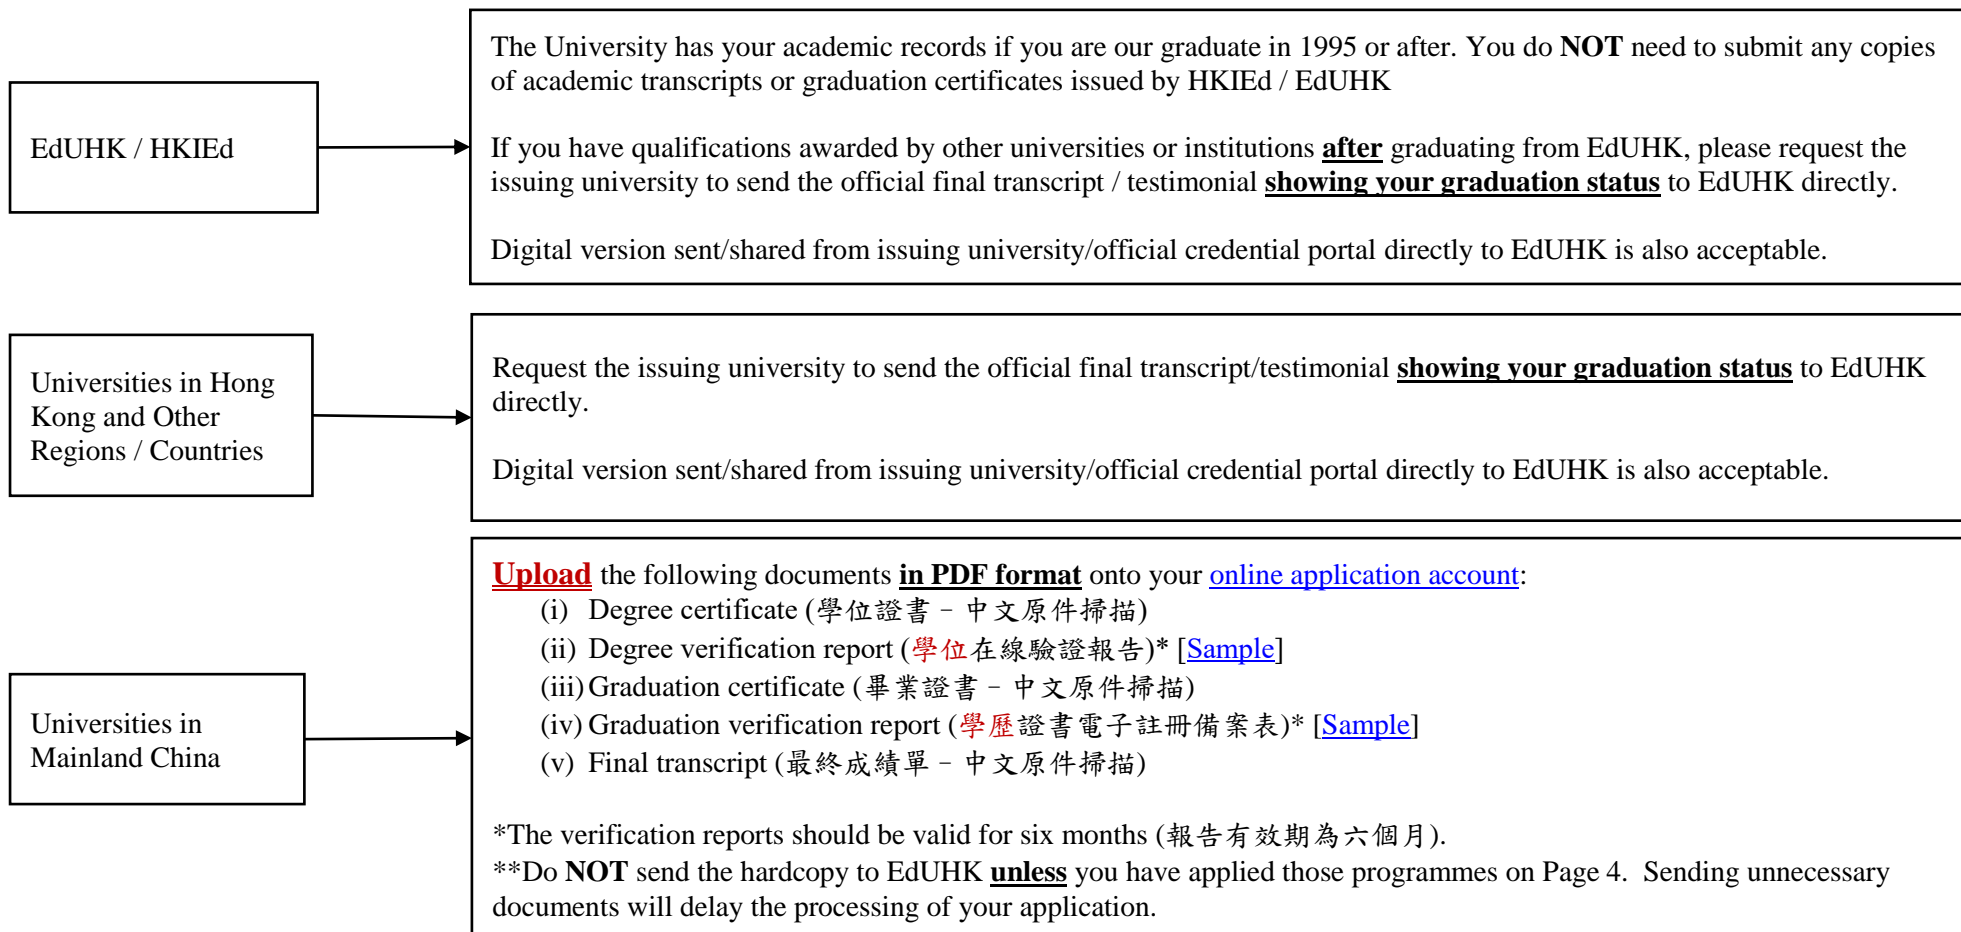 EdUHK / HKIEd
The University has your academic records if you are our graduate in 1995 or after. You do NOT need to submit any copies
of academic transcripts or graduation certificates issued by HKIEd / EdUHK
If you have qualifications awarded by other universities or institutions after graduating from EdUHK, please request the
issuing university to send the official final transcript / testimonial showing your graduation status to EdUHK directly.
Digital version sent/shared from issuing university/official credential portal directly to EdUHK is also acceptable.
Universities in Hong
Kong and Other
Regions / Countries
Request the issuing university to send the official final transcript/testimonial showing your graduation status to EdUHK
directly.
Digital version sent/shared from issuing university/official credential portal directly to EdUHK is also acceptable.
Universities in
Mainland China
Upload the following documents in PDF format onto your online application account:
(i) Degree certificate (學位證書 – 中文原件掃描)
(ii) Degree verification report (學位在線驗證報告)* [Sample]
(iii) Graduation certificate (畢業證書 – 中文原件掃描)
(iv) Graduation verification report (學歷證書電子註冊備案表)* [Sample]
(v) Final transcript (最終成績單 – 中文原件掃描)
*The verification reports should be valid for six months (報告有效期為六個月).
**Do NOT send the hardcopy to EdUHK unless you have applied those programmes on Page 4. Sending unnecessary
documents will delay the processing of your application.